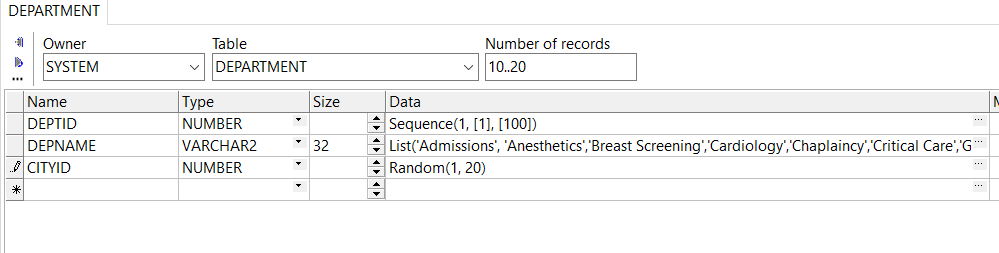 DEPARTMENT
Owner Table Number of records
SYSTEM DEPARTMENT 10..20
Name Type Size Data M
DEPTID NUMBER Sequence(1, [1], [100]) ...
DEPNAME VARCHAR2 32 List('Admissions', 'Anesthetics','Breast Screening','Cardiology','Chaplaincy','Critical Care','G ...
CITYID NUMBER Random(1, 20) ...
...